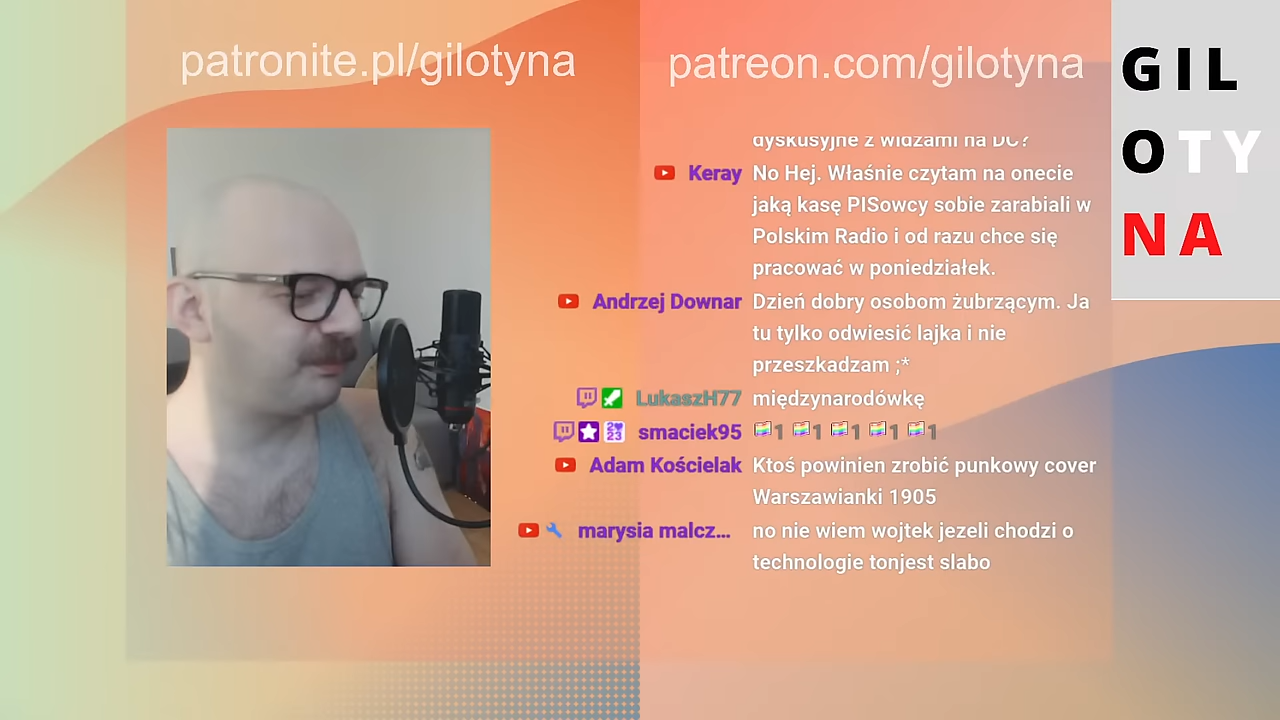 patronite.pl/gilotyna
patreon.com/gilotyna
GIL
OTY
NA
dyskusyjne z widzami na DC?
Keray No Hej. Właśnie czytam na onecie
jaką kasę PISowcy sobie zarabiali w
Polskim Radio i od razu chce się
pracować w poniedziałek.
Andrzej Downar Dzień dobry osobom żubrzącym. Ja
tu tylko odwiesić lajka i nie
przeszkadzam ;*
LukaszH77 międzynarodówkę
2 23 smaciek95 1 1 1 1 1
Adam Kościelak Ktoś powinien zrobić punkowy cover
Warszawianki 1905
marysia malcz... no nie wiem wojtek jezeli chodzi o
technologie tonjest slabo